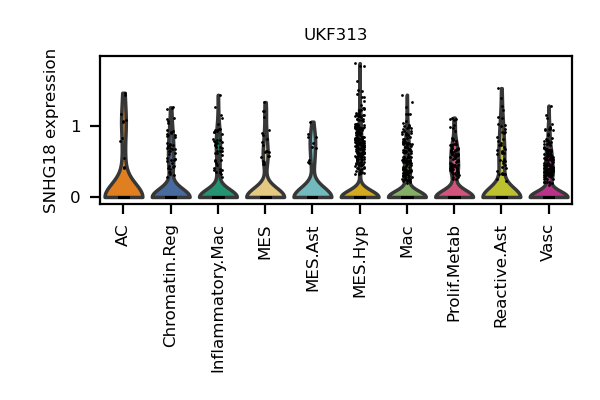 UKF313
SNHG18 expression
1
0
AC
Chromatin.Reg
Inflammatory.Mac
MES
MES.Ast
MES.Hyp
Mac
Prolif.Metab
Reactive.Ast
Vasc